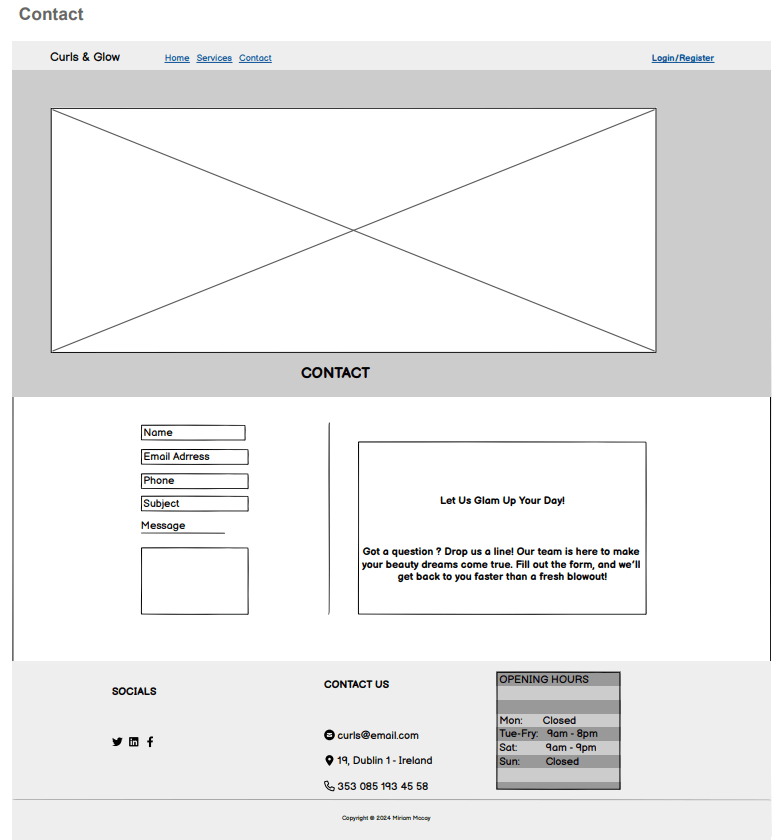 Contact
Curls & Glow Home Services Contact Login/Register
CONTACT
Name
Email Adrress
Phone
Subject
Message
Let Us Glam Up Your Day!
Got a question ? Drop us a line! Our team is here to make
your beauty dreams come true. Fill out the form, and we'll
get back to you faster than a fresh blowout!
SOCIALS
CONTACT US
curls@email.com
19, Dublin 1 - Ireland
353 085 193 45 58
OPENING HOURS
Mon: Closed
Tue-Fry: 9am - 8pm
Sat: 9am - 9pm
Sun: Closed
Copyright © 2024 Miriam Macoy